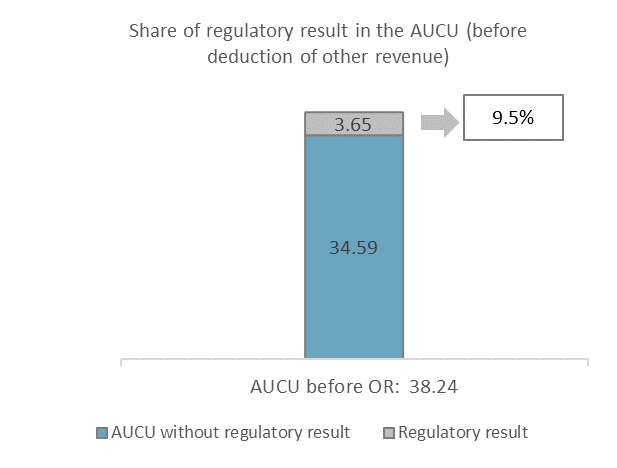 Share of regulatory result in the AUCU (before
deduction of other revenue)
3.65
9.5%
34.59
AUCU before OR: 38.24
AUCU without regulatory result
Regulatory result